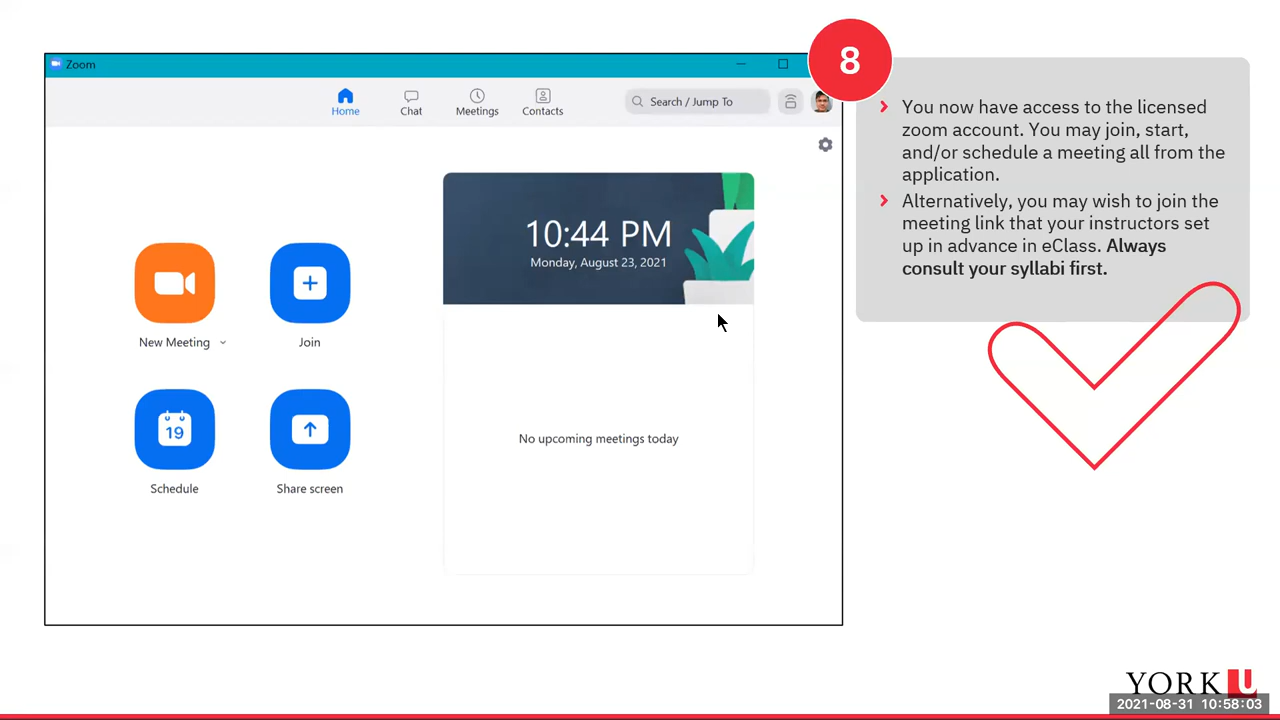 Zoom
Home
Chat
Meetings
Contacts
Search / Jump To
10:44 PM
Monday, August 23, 2021
New Meeting
Join
19
Schedule
Share screen
No upcoming meetings today
8
You now have access to the licensed
zoom account. You may join, start,
and/or schedule a meeting all from the
application.
Alternatively, you may wish to join the
meeting link that your instructors set
up in advance in eClass. Always
consult your syllabi first.
YORK U
2021-08-31 10:58:03